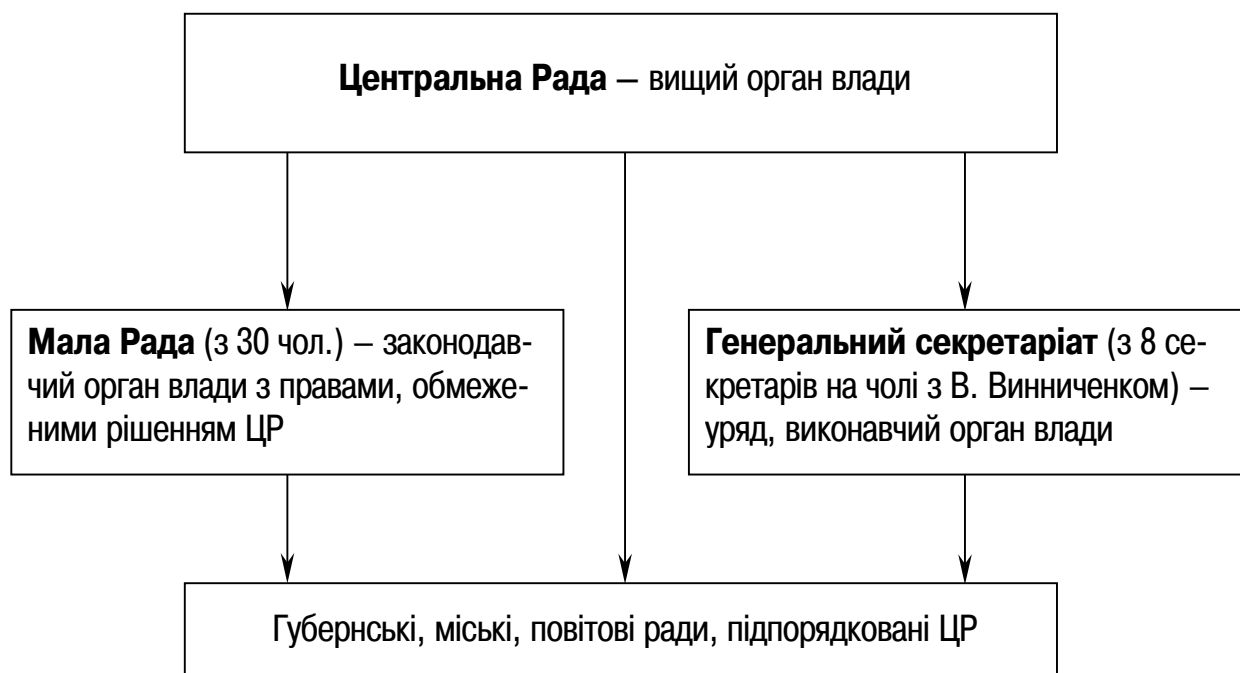 Центральна Рада – вищий орган влади
Мала Рада (з 30 чол.) – законодав-
чий орган влади з правами, обмеже-
ними рішенням ЦР
Генеральний секретаріат (з 8 се-
кретарів на чолі з В. Винниченком) –
уряд, виконавчий орган влади
Губернські, міські, повітові ради, підпорядковані ЦР